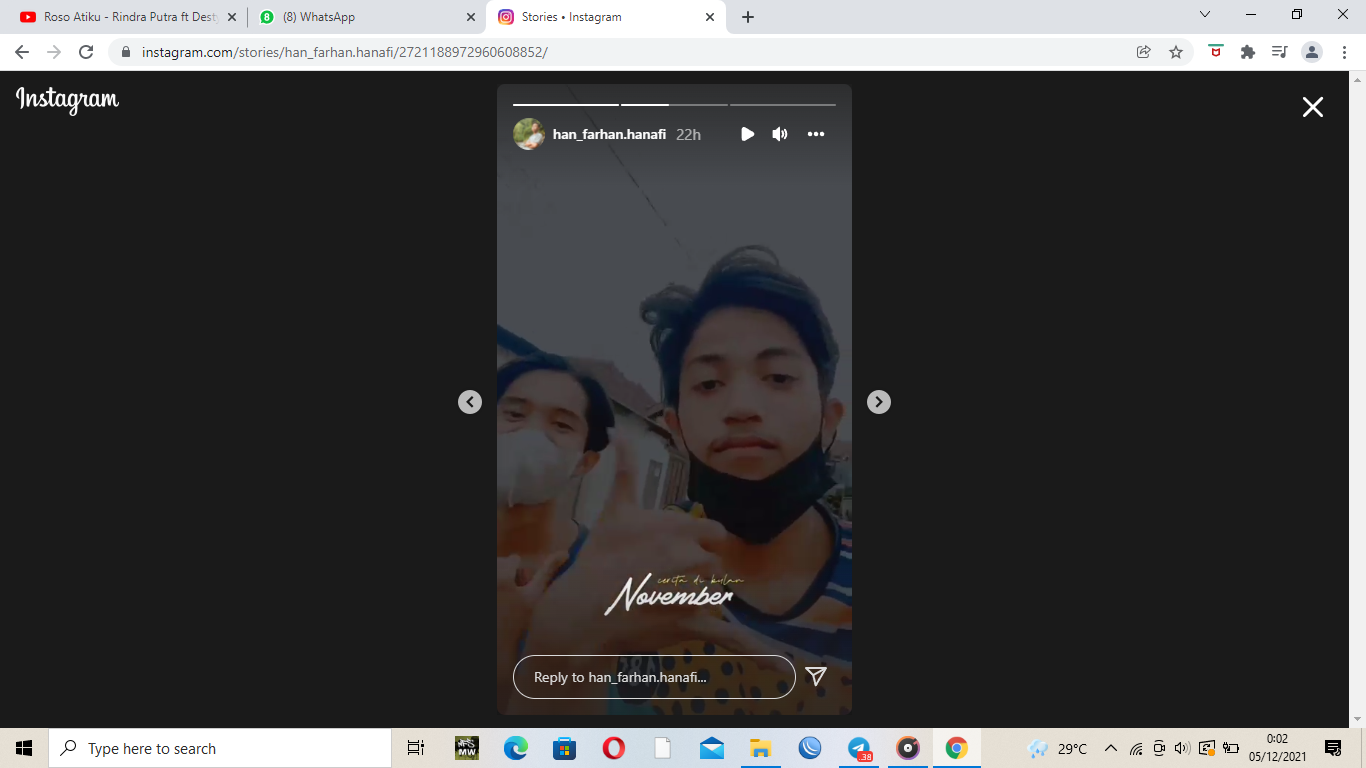 Roso Atiku - Rindra Putra ft Dest
(8) WhatsApp
Stories • Instagram
instagram.com/stories/han_farhan.hanafi/2721188972960608852/
Instagram
han_farhan.hanafi 22h
cerita di bulan
November
Reply to han_farhan.hanafi...
Type here to search
MW
.38
29°C
0:02
05/12/2021